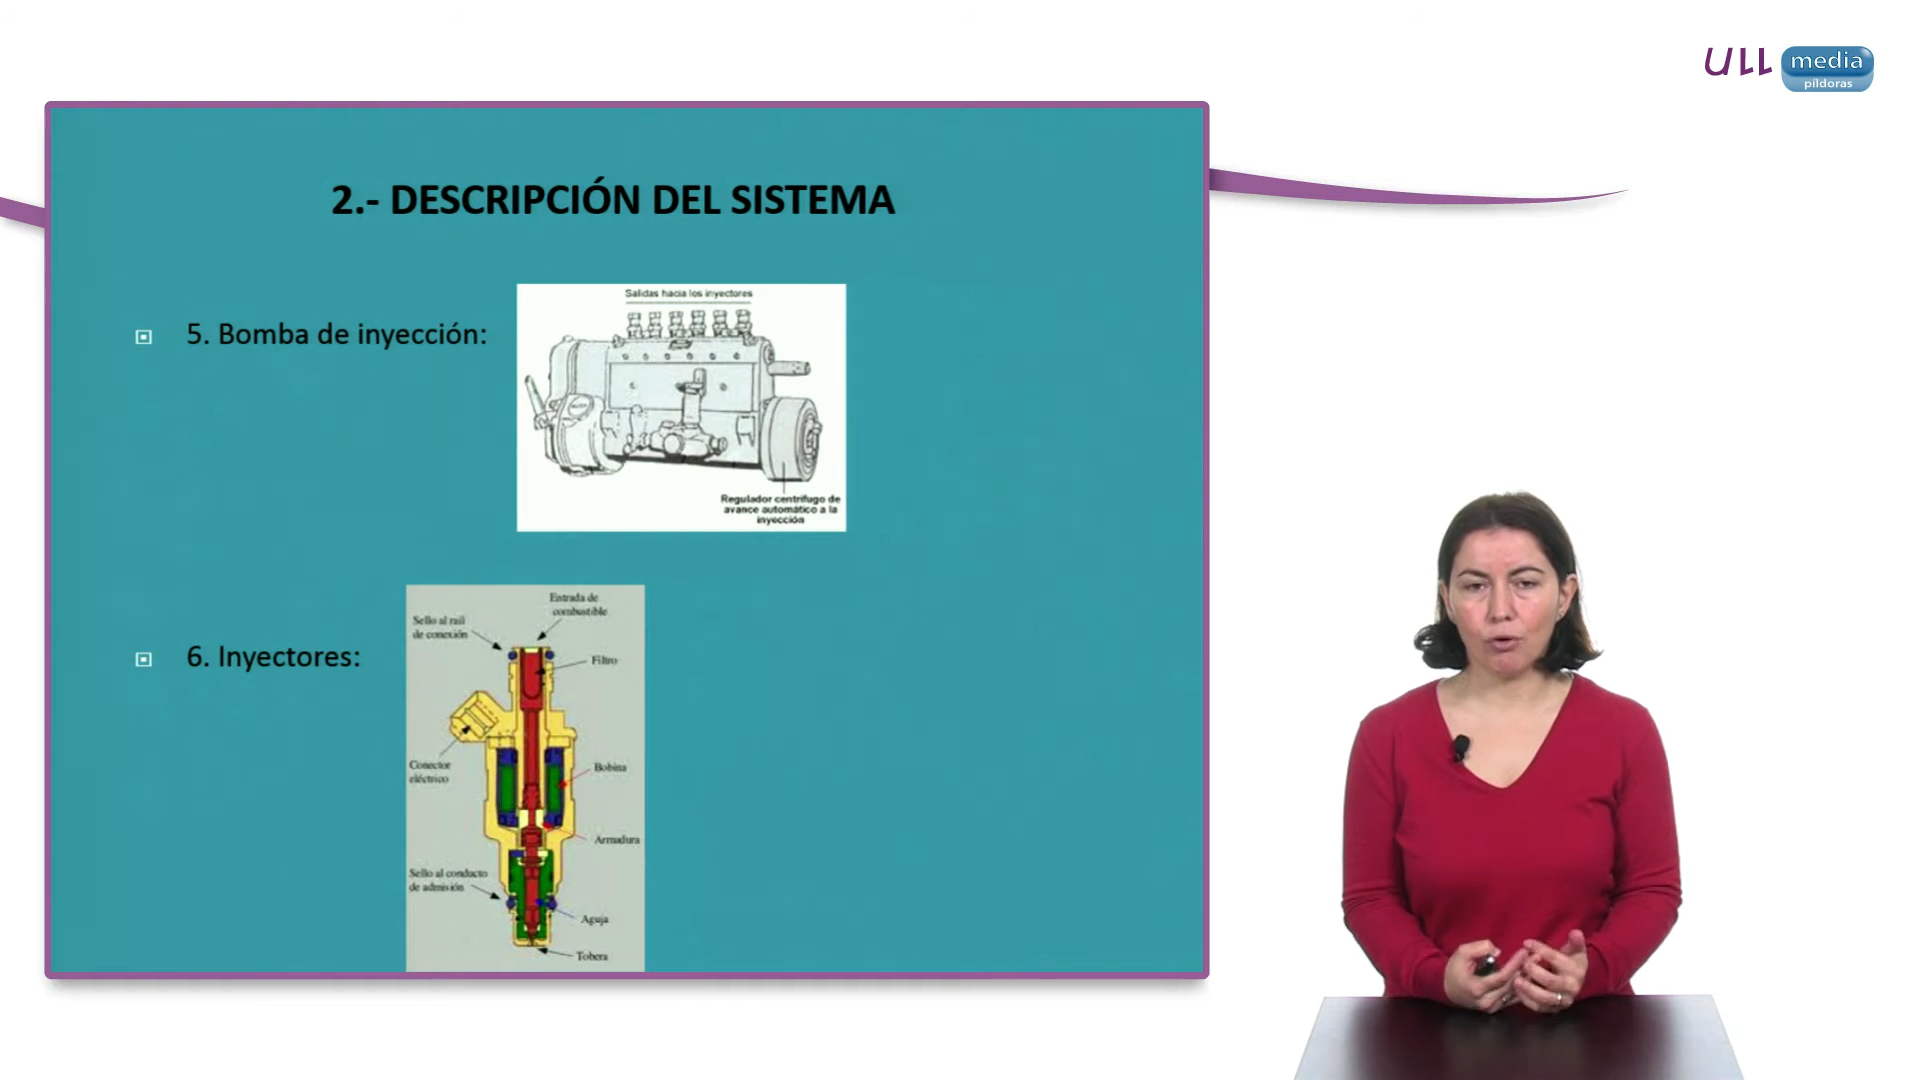 ULL media
píldoras
2.- DESCRIPCIÓN DEL SISTEMA
5. Bomba de inyección:
Salidas hacia los inyectores
Regulador centrífugo de
avance automático a la
inyección
6. Inyectores:
Entrada de
combustible
Sello al rail
de conexión
Filtro
Conector
eléctrico
Bobina
Armadura
Sello al conducto
de admisión
Aguja
Tobera